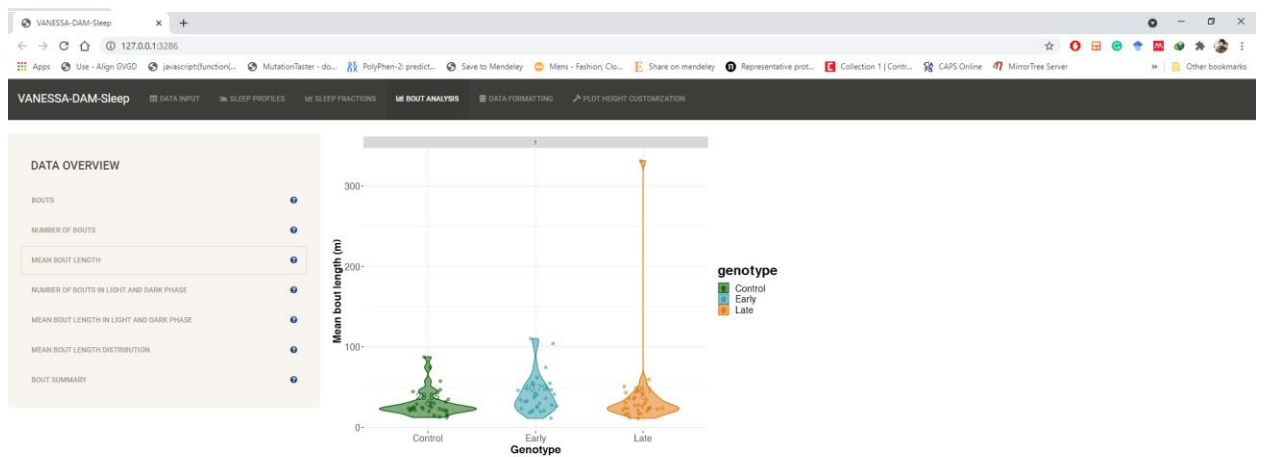 VANESSA-DAM-Sleep
127.0.0.1:3286
Apps Use - Align GVGD javascript:(function(... MutationTaster - do... PolyPhen-2: predict... Save to Mendeley Mens - Fashion, Clo... Share on mendeley Representative prot... Collection 1 | Contr... CAPS Online MirrorTree Server » Other bookmarks
VANESSA-DAM-Sleep DATA INPUT SLEEP PROFILES SLEEP FRACTIONS BOUT ANALYSIS DATA FORMATTING PLOT HEIGHT CUSTOMIZATION
DATA OVERVIEW
BOUTS
NUMBER OF BOUTS
MEAN BOUT LENGTH
NUMBER OF BOUTS IN LIGHT AND DARK PHASE
MEAN BOUT LENGTH IN LIGHT AND DARK PHASE
MEAN BOUT LENGTH DISTRIBUTION
BOUT SUMMARY
1
Mean bout length (m)
300
200
100
0
Control Early Late
Genotype
genotype
Control
Early
Late